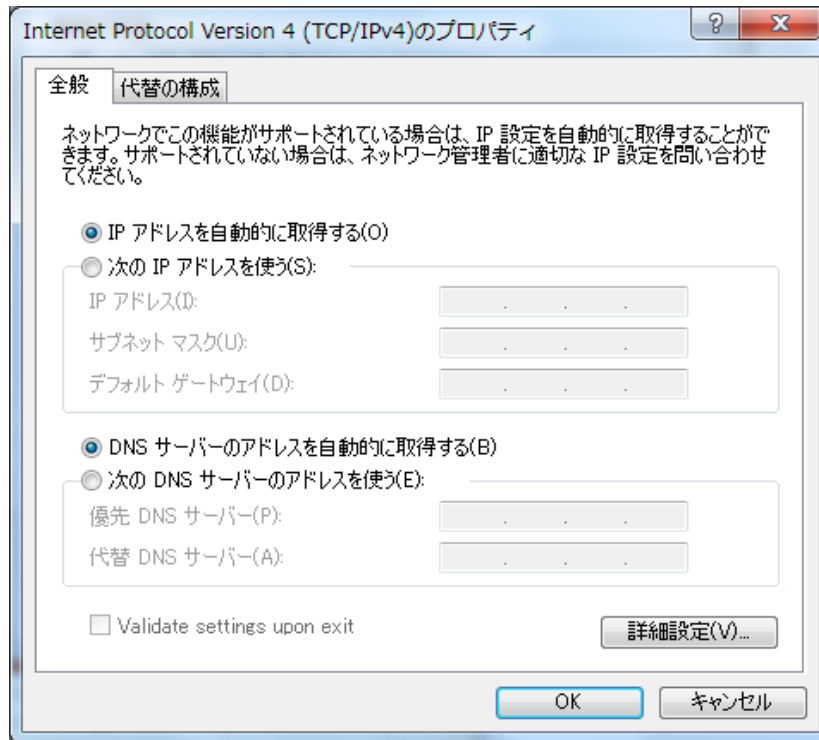 Internet Protocol Version 4 (TCP/IPv4)のプロパティ
全般
代替の構成
ネットワークでこの機能がサポートされている場合は、IP 設定を自動的に取得することがで
きます。サポートされていない場合は、ネットワーク管理者に適切な IP 設定を問い合わせ
てください。
IP アドレスを自動的に取得する(O)
次の IP アドレスを使う(S):
IP アドレス(I):
サブネット マスク(U):
デフォルト ゲートウェイ(D):
DNS サーバーのアドレスを自動的に取得する(B)
次の DNS サーバーのアドレスを使う(E):
優先 DNS サーバー(P):
代替 DNS サーバー(A):
Validate settings upon exit
詳細設定(V)...
OK
キャンセル